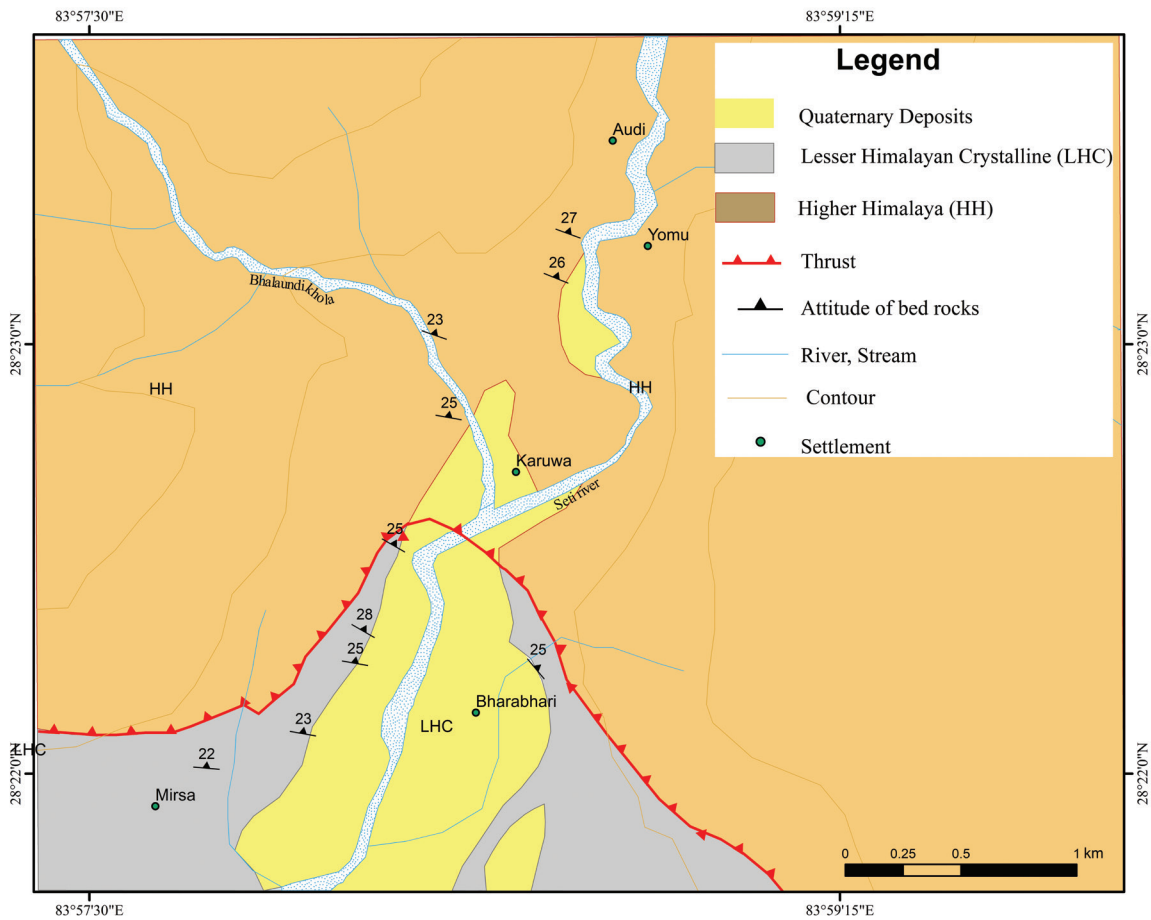 83°57'30"E
83°59'15"E
Legend
Quaternary Deposits
Lesser Himalayan Crystalline (LHC)
Higher Himalaya (HH)
Thrust
Attitude of bed rocks
River, Stream
Contour
Settlement
Audi
27
Yomu
26
Bhalaundi khola
23
28°23'0"N
28°23'0"N
HH
HH
25
Karuwa
Seti river
25
28
25
25
Bharabhari
23
LHC
LHC
22
28°22'0"N
28°22'0"N
Mirsa
0
0.25
0.5
1 km
83°57'30"E
83°59'15"E